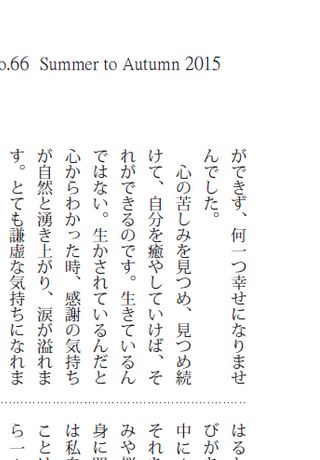 o.66 Summer to Autumn 2015
ができず、何一つ幸せになりませ
んでした。
心の苦しみを見つめ、見つめ続
けて、自分を癒やしていけば、そ
れができるのです。生きているん
ではない。生かされているんだと
心からわかった時、感謝の気持ち
が自然と湧き上がり、涙が溢れま
す。とても謙虚な気持ちになれま
はる
びが
中に
それ
みや
身に
は私
こと
ら一